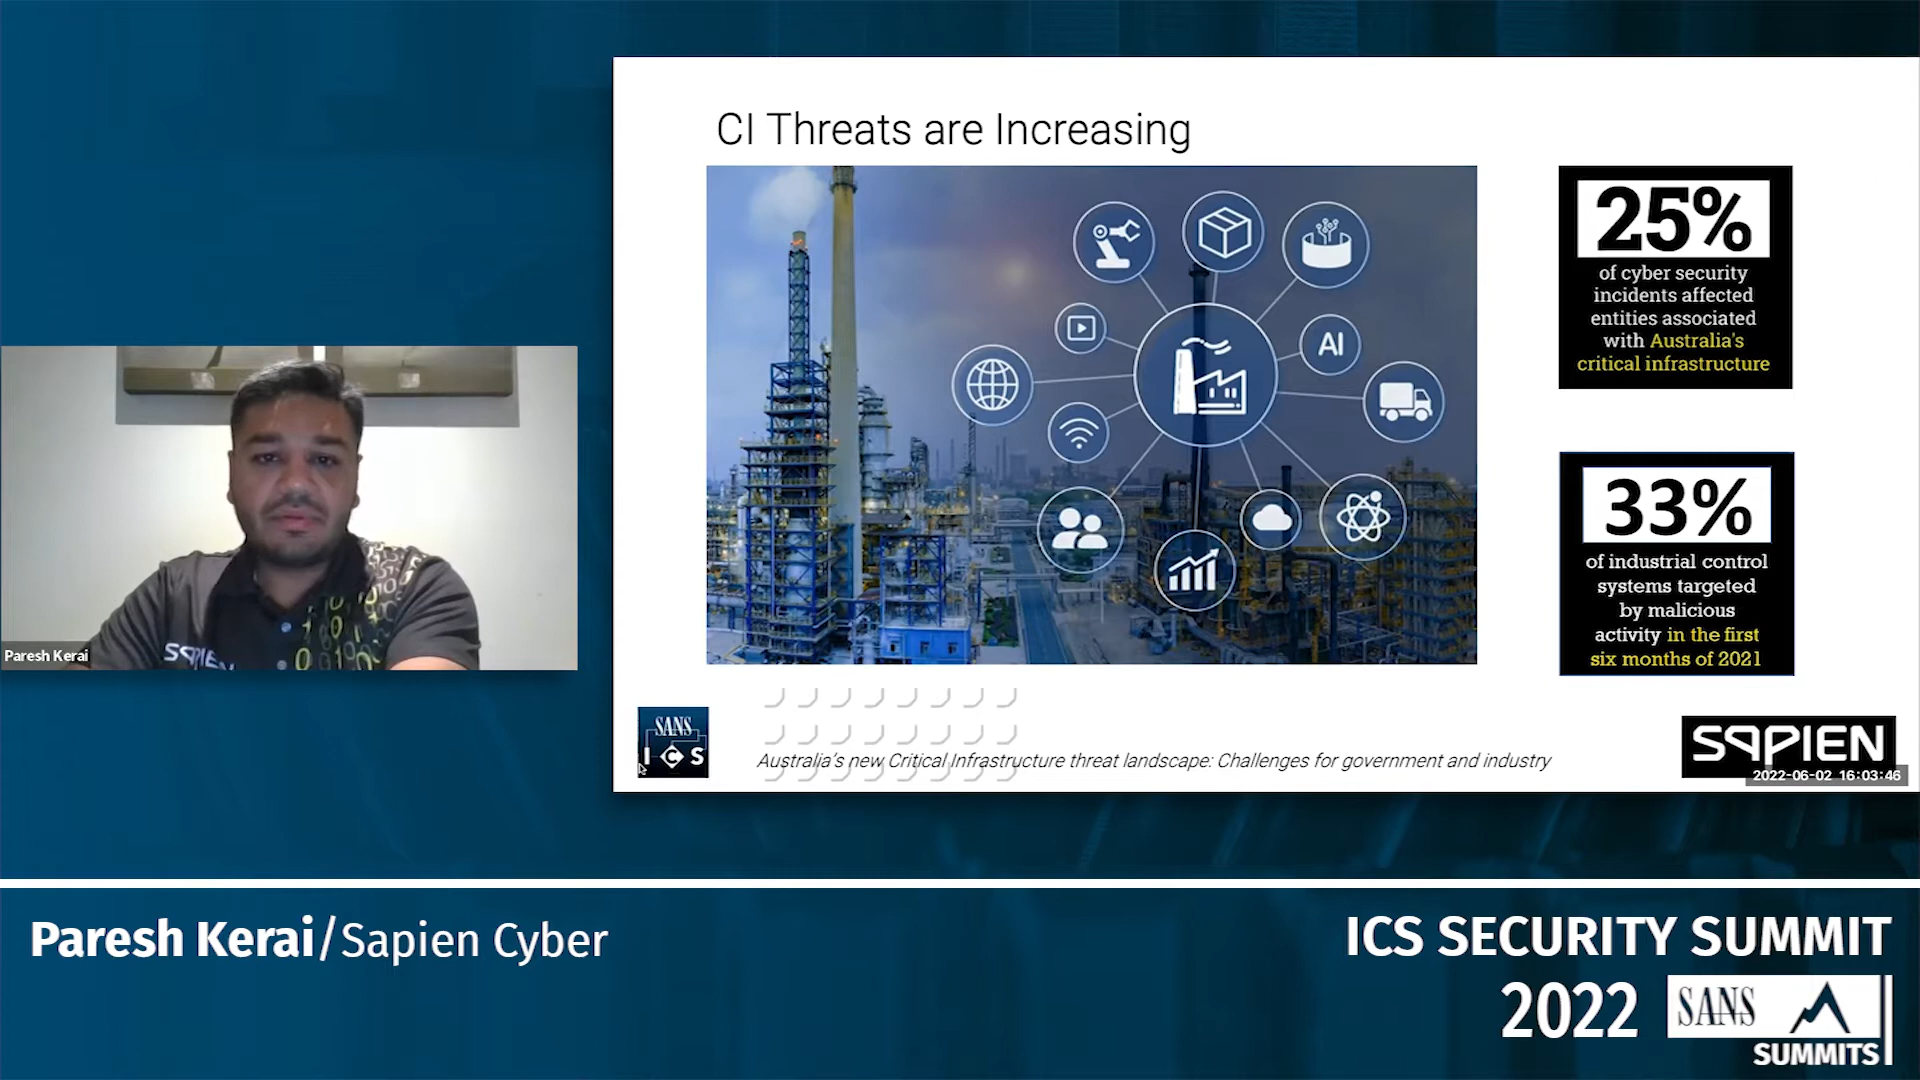 CI Threats are Increasing
AI
25%
of cyber security
incidents affected
entities associated
with Australia's
critical infrastructure
33%
of industrial control
systems targeted
by malicious
activity in the first
six months of 2021
SAPIEN
Paresh Kerai
SANS
ICS
Australia's new Critical Infrastructure threat landscape: Challenges for government and industry
SAPIEN
2022-06-02 16:03:46
Paresh Kerai/Sapien Cyber
ICS SECURITY SUMMIT
2022
SANS
SUMMITS